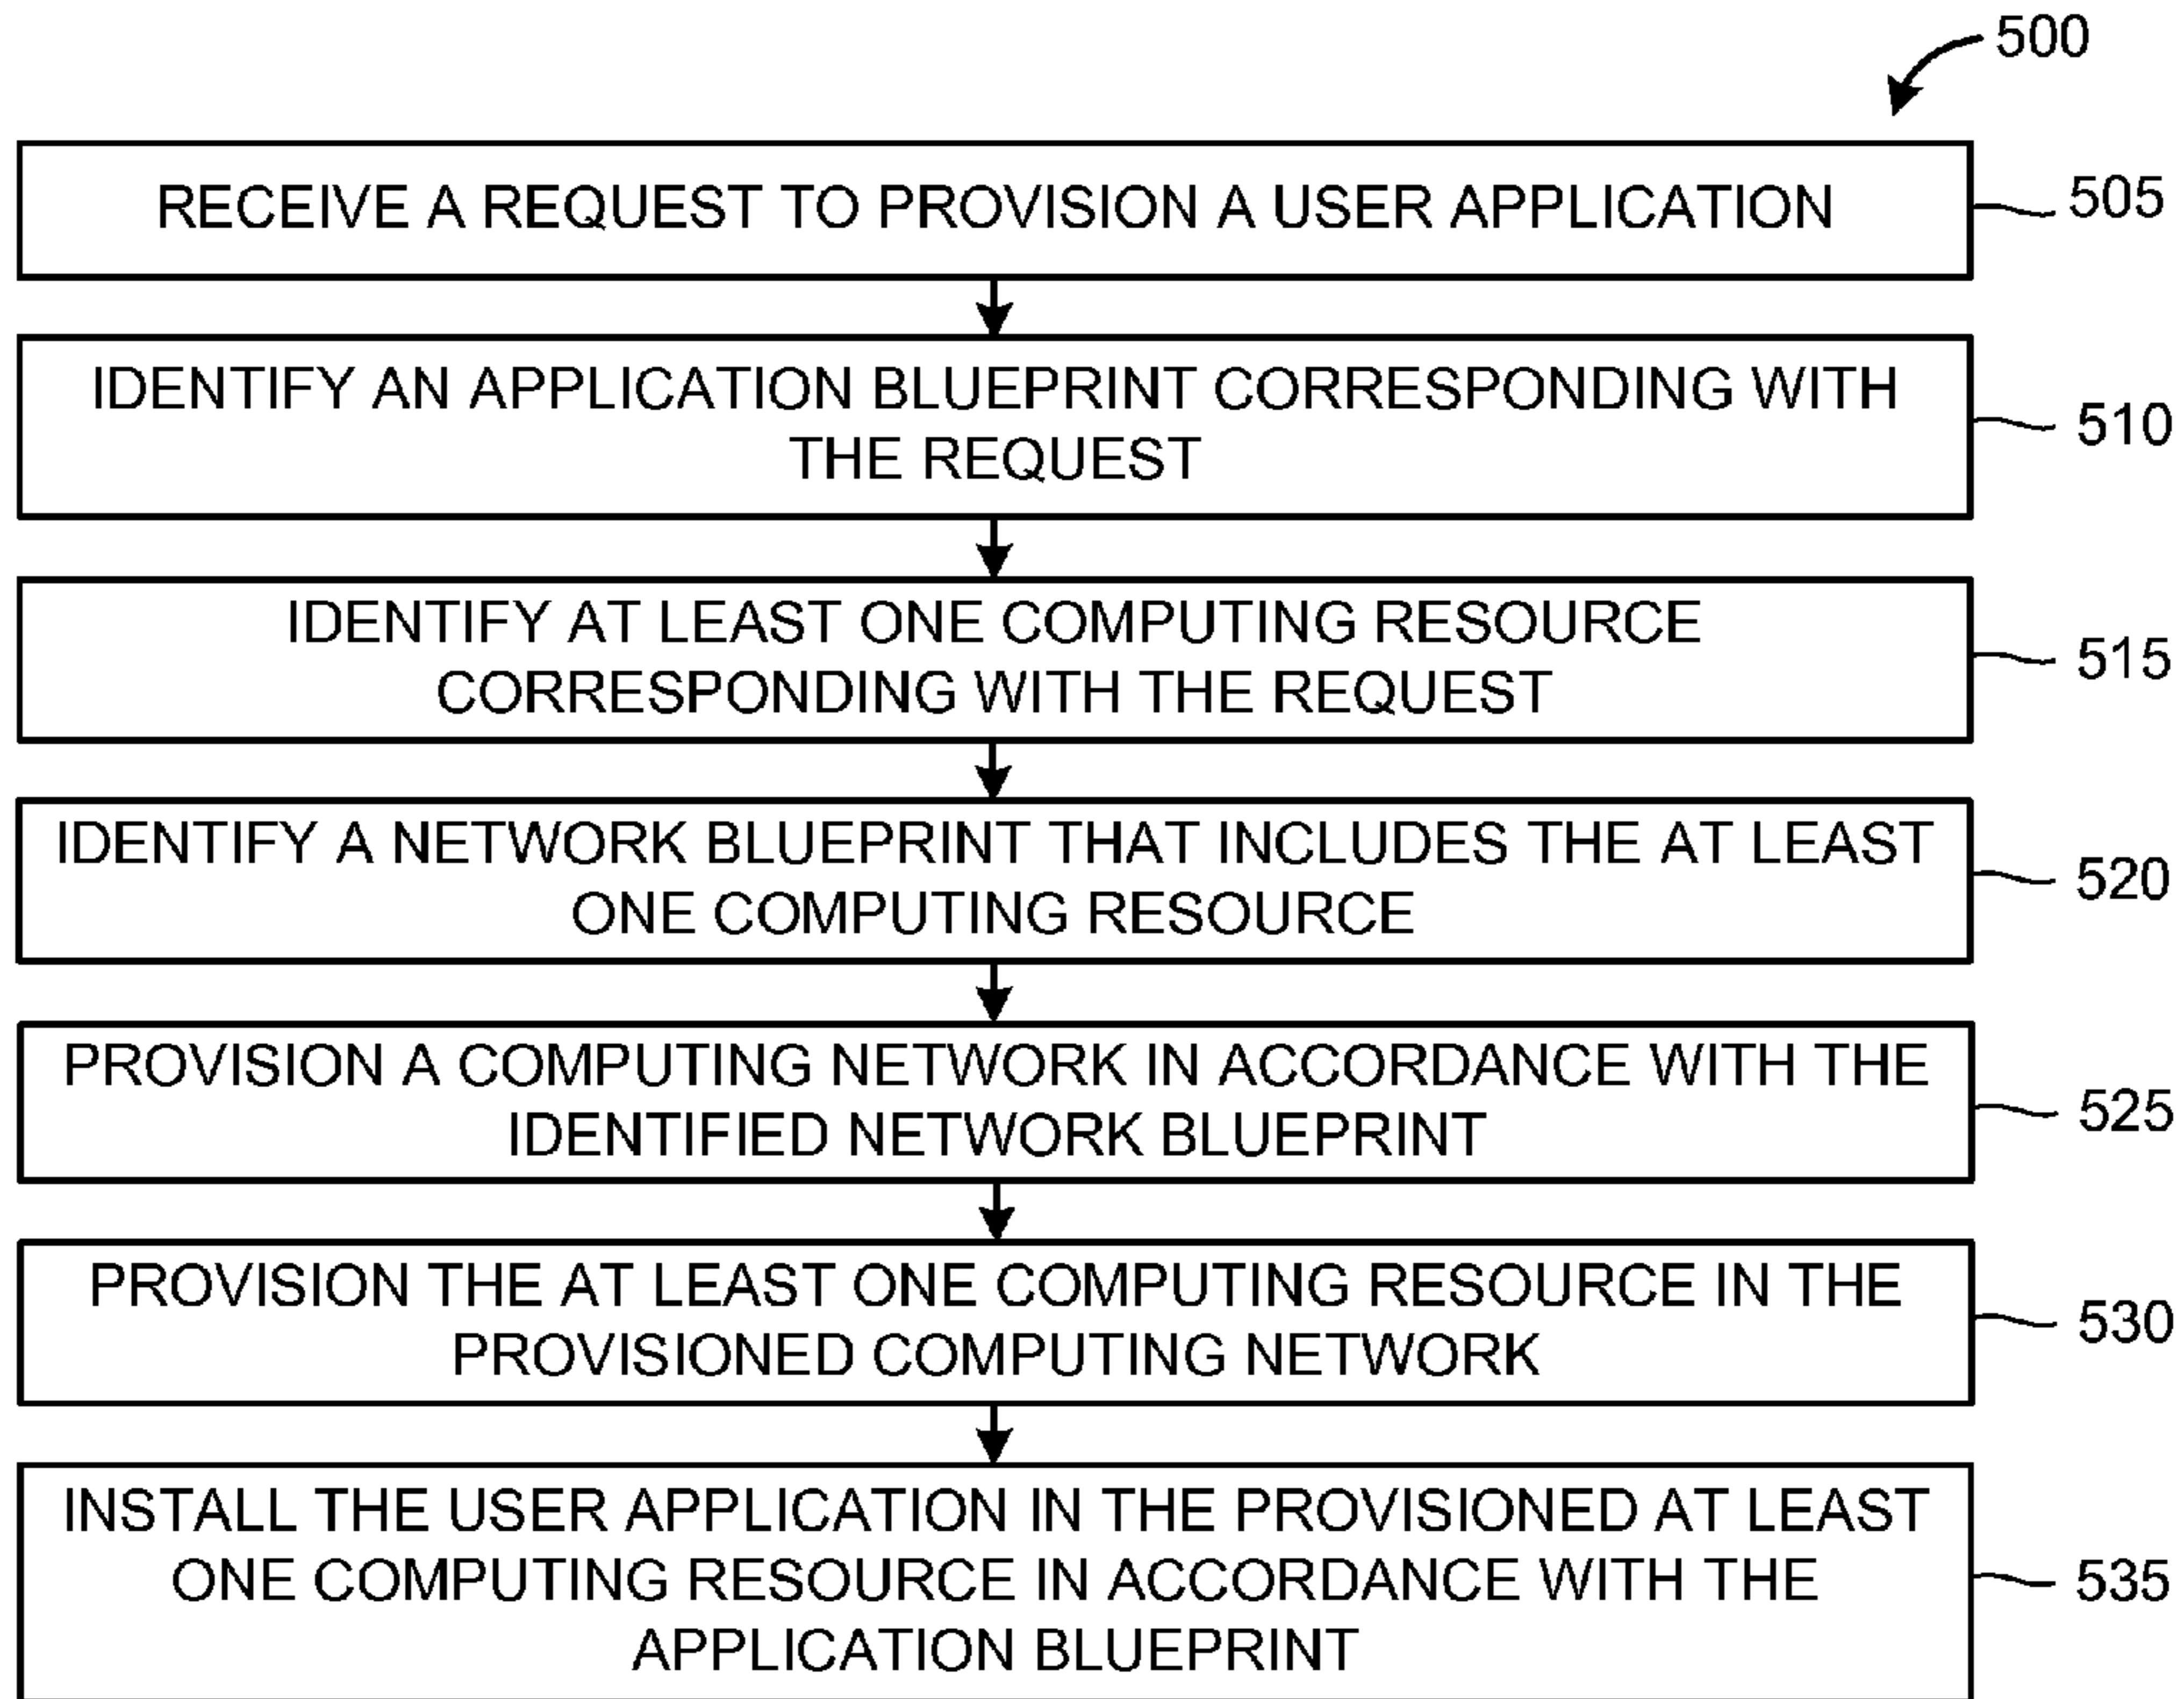 500
RECEIVE A REQUEST TO PROVISION A USER APPLICATION
505
IDENTIFY AN APPLICATION BLUEPRINT CORRESPONDING WITH
THE REQUEST
510
IDENTIFY AT LEAST ONE COMPUTING RESOURCE
CORRESPONDING WITH THE REQUEST
515
IDENTIFY A NETWORK BLUEPRINT THAT INCLUDES THE AT LEAST
ONE COMPUTING RESOURCE
520
PROVISION A COMPUTING NETWORK IN ACCORDANCE WITH THE
IDENTIFIED NETWORK BLUEPRINT
525
PROVISION THE AT LEAST ONE COMPUTING RESOURCE IN THE
PROVISIONED COMPUTING NETWORK
530
INSTALL THE USER APPLICATION IN THE PROVISIONED AT LEAST
ONE COMPUTING RESOURCE IN ACCORDANCE WITH THE
APPLICATION BLUEPRINT
535